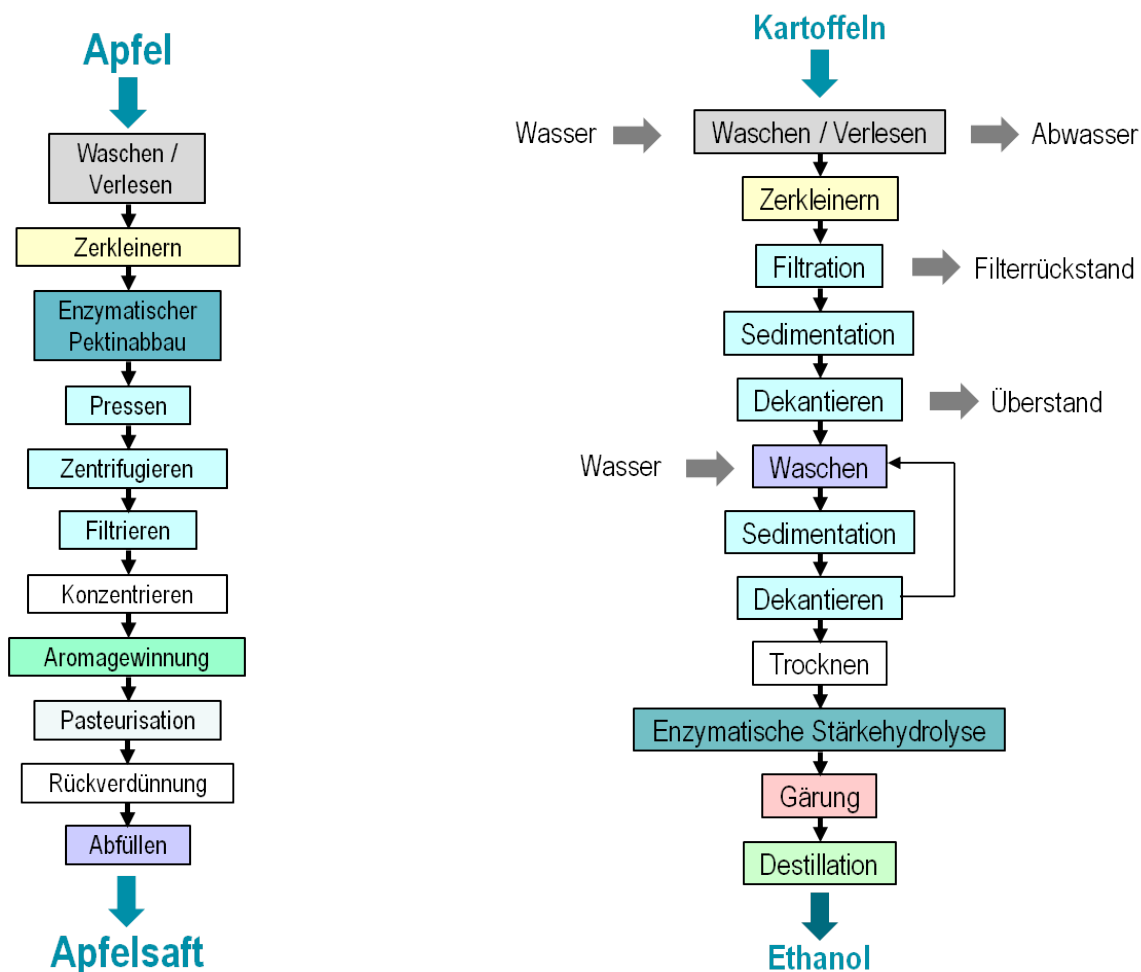 Apfel
Waschen /
Verlesen
Zerkleinern
Enzymatischer
Pektinabbau
Pressen
Zentrifugieren
Filtrieren
Konzentrieren
Aromagewinnung
Pasteurisation
Rückverdünnung
Abfüllen
Apfelsaft
Kartoffeln
Wasser
Waschen / Verlesen
Abwasser
Zerkleinern
Filtration
Filterrückstand
Sedimentation
Dekantieren
Überstand
Wasser
Waschen
Sedimentation
Dekantieren
Trocknen
Enzymatische Stärkehydrolyse
Gärung
Destillation
Ethanol